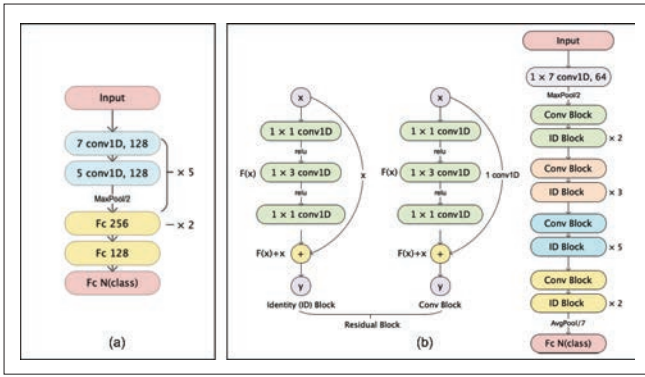 Input
7 conv1D, 128
5 conv1D, 128
MaxPool/2
× 5
Fc 256
× 2
Fc 128
Fc N(class)
(a)
x
1 × 1 conv1D
relu
F(x)
1 × 3 conv1D
x
relu
1 × 1 conv1D
F(x)+x
+
y
Identity (ID) Block
x
1 × 1 conv1D
relu
F(x)
1 × 3 conv1D
1 conv1D
relu
1 × 1 conv1D
F(x)+x
+
y
Conv Block
Residual Block
(b)
Input
1 × 7 conv1D, 64
MaxPool/2
Conv Block
ID Block
× 2
Conv Block
ID Block
× 3
Conv Block
ID Block
× 5
Conv Block
ID Block
× 2
AvgPool/7
Fc N(class)